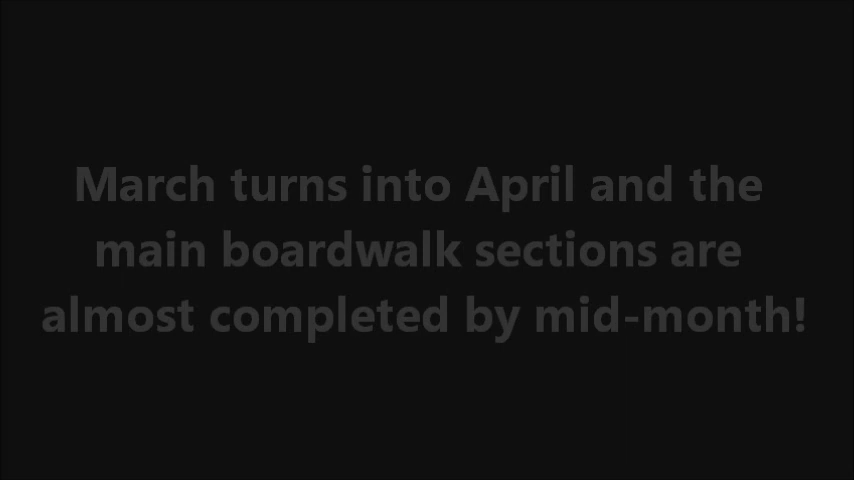 March turns into April and the
main boardwalk sections are
almost completed by mid-month!